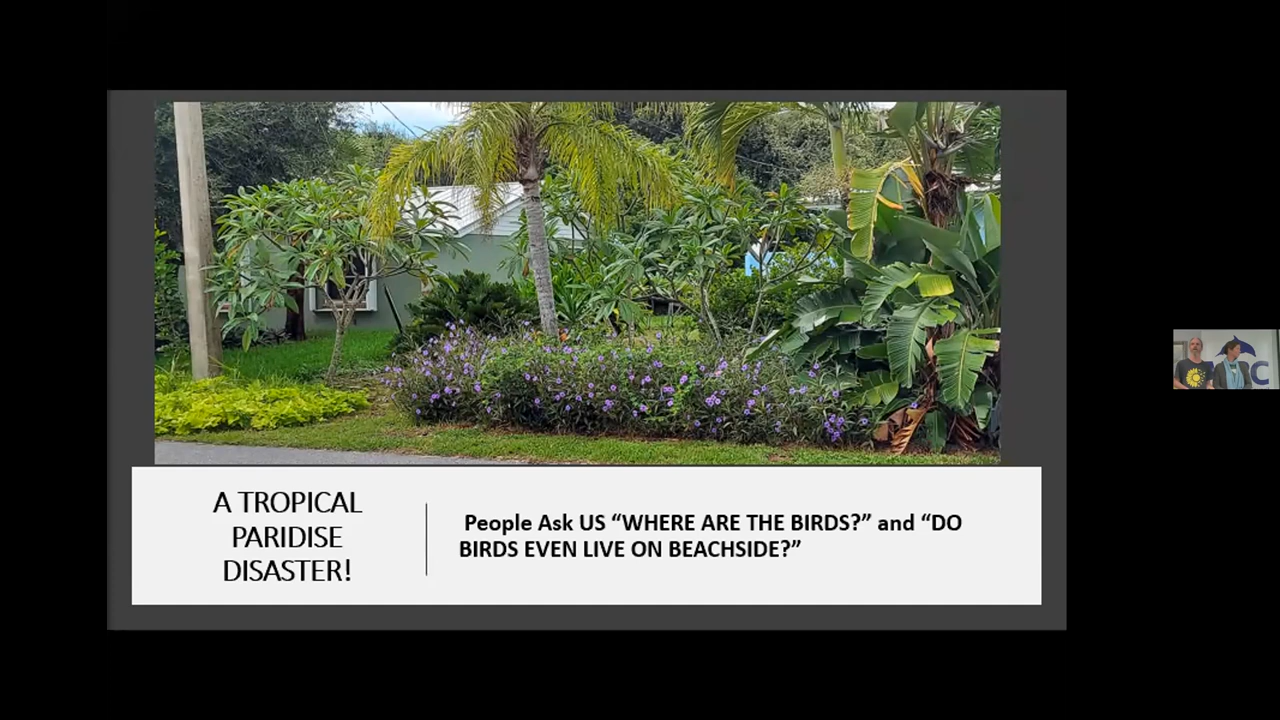 A TROPICAL
PARIDISE
DISASTER!
People Ask US “WHERE ARE THE BIRDS?” and “DO
BIRDS EVEN LIVE ON BEACHSIDE?”